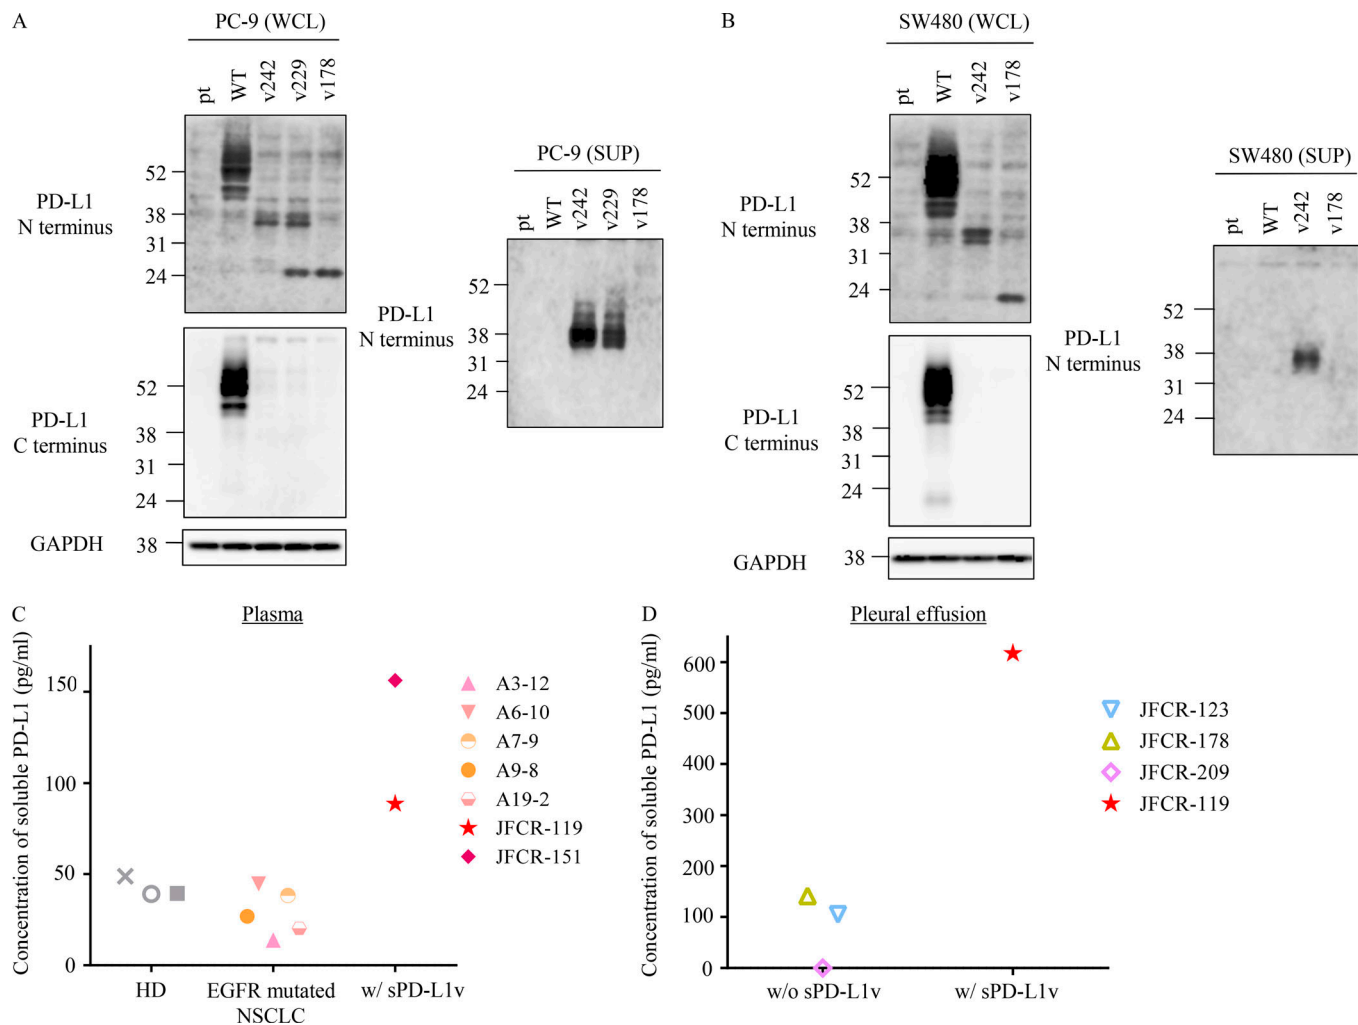 A
PC-9 (WCL)
pt
WT
v242
v229
v178
PD-L1
N terminus
52
38
31
24
PD-L1
C terminus
52
38
31
24
GAPDH
38
PC-9 (SUP)
pt
WT
v242
v229
v178
PD-L1
N terminus
52
38
31
24
B
SW480 (WCL)
pt
WT
v242
v178
PD-L1
N terminus
52
38
31
24
PD-L1
C terminus
52
38
31
24
GAPDH
38
SW480 (SUP)
pt
WT
v242
v178
PD-L1
N terminus
52
38
31
24
C
Plasma
Concentration of soluble PD-L1 (pg/ml)
150
100
50
0
HD
EGFR mutated
NSCLC
w/ sPD-L1v
A3-12
A6-10
A7-9
A9-8
A19-2
JFCR-119
JFCR-151
D
Pleural effusion
Concentration of soluble PD-L1 (pg/ml)
600
500
400
300
200
100
0
w/o sPD-L1v
w/ sPD-L1v
JFCR-123
JFCR-178
JFCR-209
JFCR-119